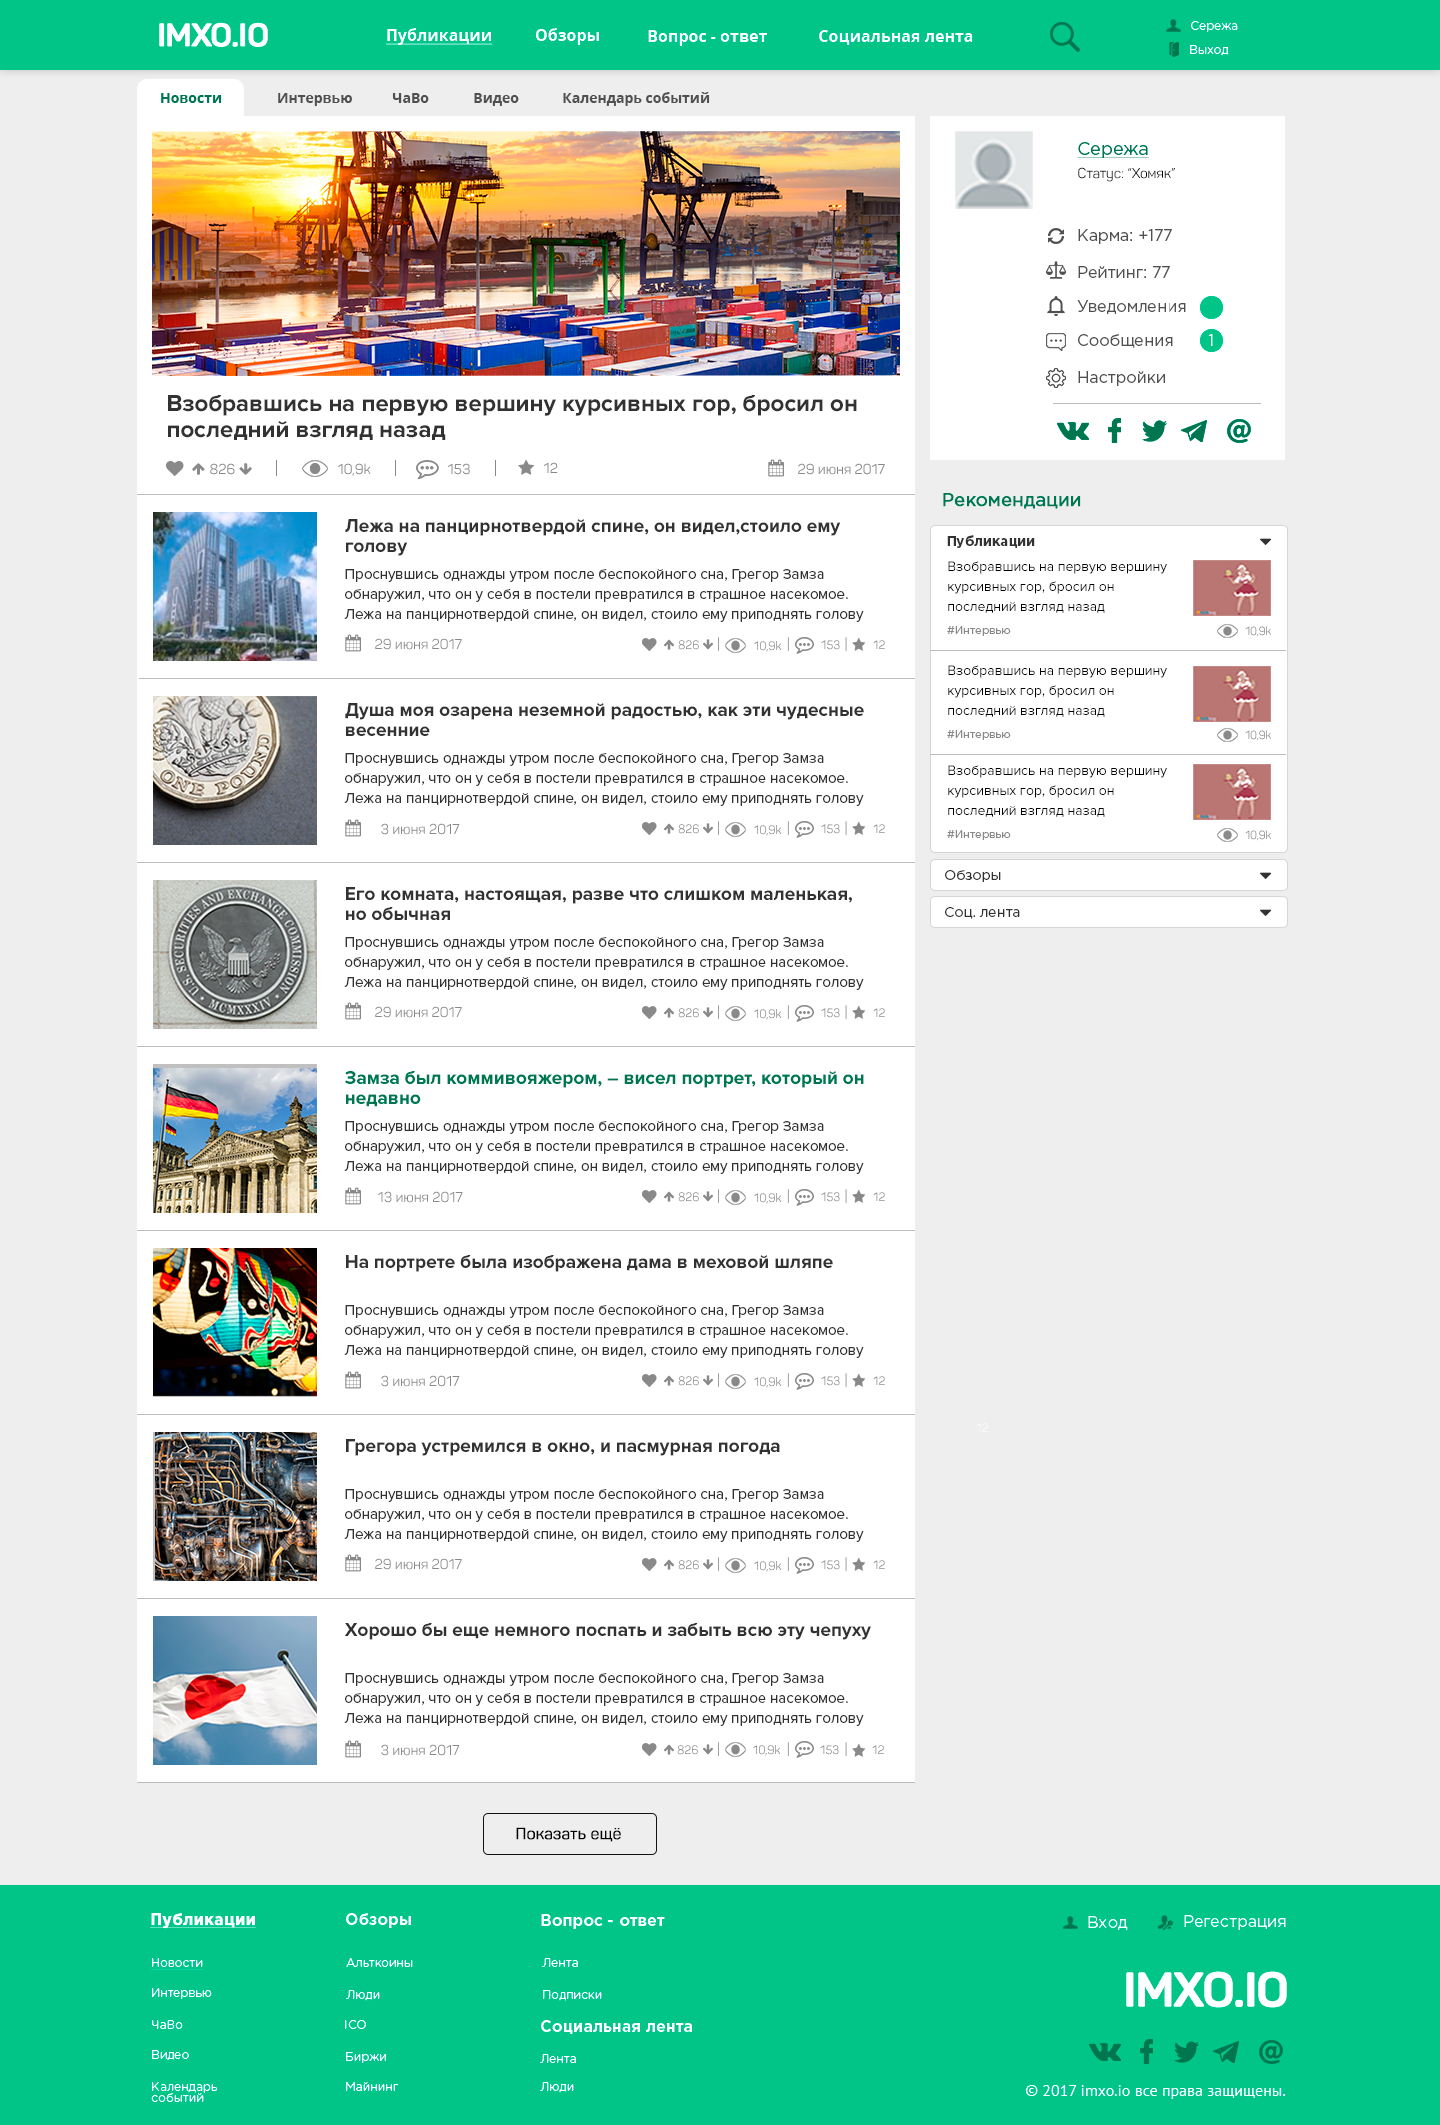 IMXO.IO
Публикации Обзоры Вопрос - ответ Социальная лента
Сережа
Выход
Новости Интервью ЧаВо Видео Календарь событий
Взобравшись на первую вершину курсивных гор, бросил он
последний взгляд назад
826 10,9k 153 12 29 июня 2017
Лежа на панцирнотвердой спине, он видел,стоило ему
голову
Проснувшись однажды утром после беспокойного сна, Грегор Замза
обнаружил, что он у себя в постели превратился в страшное насекомое.
Лежа на панцирнотвердой спине, он видел, стоило ему приподнять голову
29 июня 2017 826 10,9k 153 12
ONE POUND
Душа моя озарена неземной радостью, как эти чудесные
весенние
Проснувшись однажды утром после беспокойного сна, Грегор Замза
обнаружил, что он у себя в постели превратился в страшное насекомое.
Лежа на панцирнотвердой спине, он видел, стоило ему приподнять голову
3 июня 2017 826 10,9k 153 12
U.S. SECURITIES AND EXCHANGE COMMISSION
MCMXXXIV
Его комната, настоящая, разве что слишком маленькая,
но обычная
Проснувшись однажды утром после беспокойного сна, Грегор Замза
обнаружил, что он у себя в постели превратился в страшное насекомое.
Лежа на панцирнотвердой спине, он видел, стоило ему приподнять голову
29 июня 2017 826 10,9k 153 12
Замза был коммивояжером, – висел портрет, который он
недавно
Проснувшись однажды утром после беспокойного сна, Грегор Замза
обнаружил, что он у себя в постели превратился в страшное насекомое.
Лежа на панцирнотвердой спине, он видел, стоило ему приподнять голову
13 июня 2017 826 10,9k 153 12
На портрете была изображена дама в меховой шляпе
Проснувшись однажды утром после беспокойного сна, Грегор Замза
обнаружил, что он у себя в постели превратился в страшное насекомое.
Лежа на панцирнотвердой спине, он видел, стоило ему приподнять голову
3 июня 2017 826 10,9k 153 12
Грегора устремился в окно, и пасмурная погода
Проснувшись однажды утром после беспокойного сна, Грегор Замза
обнаружил, что он у себя в постели превратился в страшное насекомое.
Лежа на панцирнотвердой спине, он видел, стоило ему приподнять голову
29 июня 2017 826 10,9k 153 12
Хорошо бы еще немного поспать и забыть всю эту чепуху
Проснувшись однажды утром после беспокойного сна, Грегор Замза
обнаружил, что он у себя в постели превратился в страшное насекомое.
Лежа на панцирнотвердой спине, он видел, стоило ему приподнять голову
3 июня 2017 826 10,9k 153 12
Показать ещё
Сережа
Статус: "Хомяк"
Карма: +177
Рейтинг: 77
Уведомления
Сообщения 1
Настройки
Рекомендации
Публикации
Взобравшись на первую вершину
курсивных гор, бросил он
последний взгляд назад
#Интервью 10,9k
Взобравшись на первую вершину
курсивных гор, бросил он
последний взгляд назад
#Интервью 10,9k
Взобравшись на первую вершину
курсивных гор, бросил он
последний взгляд назад
#Интервью 10,9k
Обзоры
Соц. лента
12
Публикации
Новости
Интервью
ЧаВо
Видео
Календарь
событий
Обзоры
Альткоины
Люди
ICO
Биржи
Майнинг
Вопрос - ответ
Лента
Подписки
Социальная лента
Лента
Люди
Вход Регестрация
IMXO.IO
© 2017 imxo.io все права защищены.